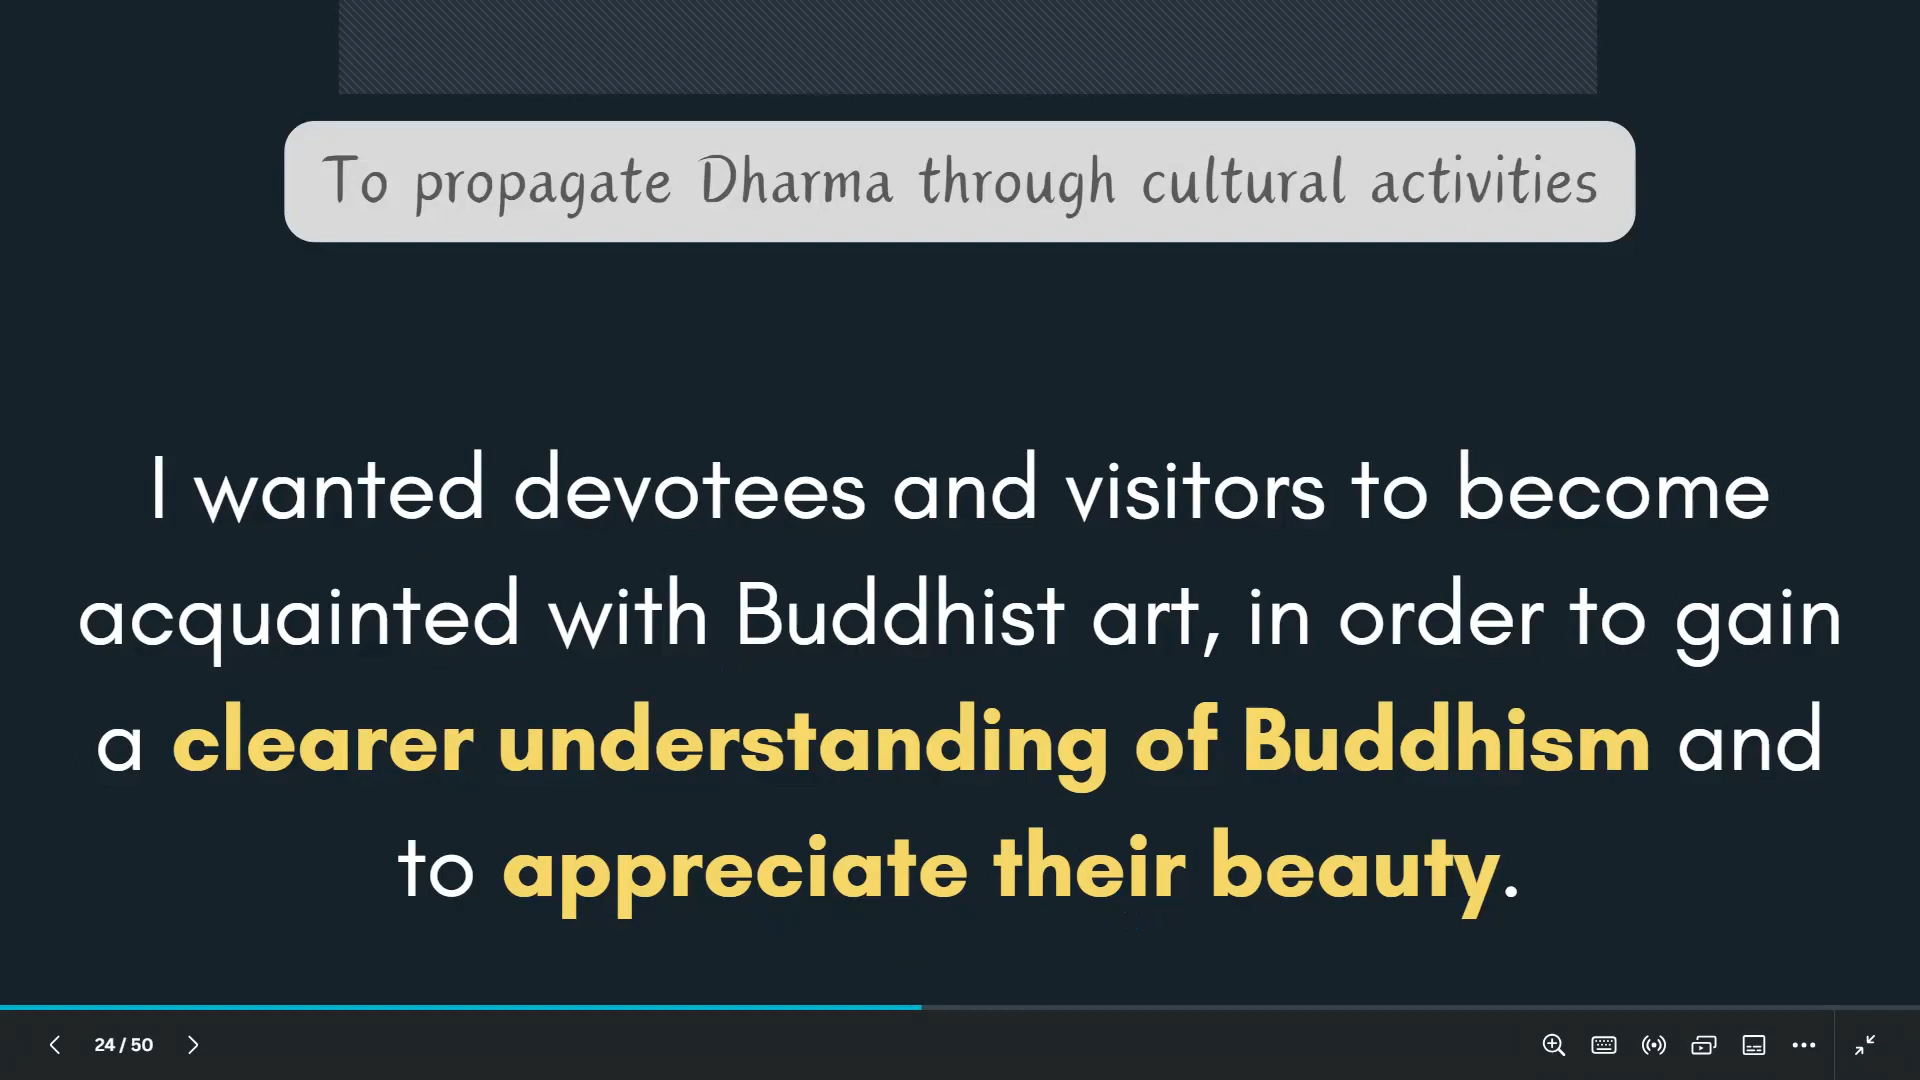 To propagate Dharma through cultural activities
I wanted devotees and visitors to become
acquainted with Buddhist art, in order to gain
a clearer understanding of Buddhism and
to appreciate their beauty.
24 / 50